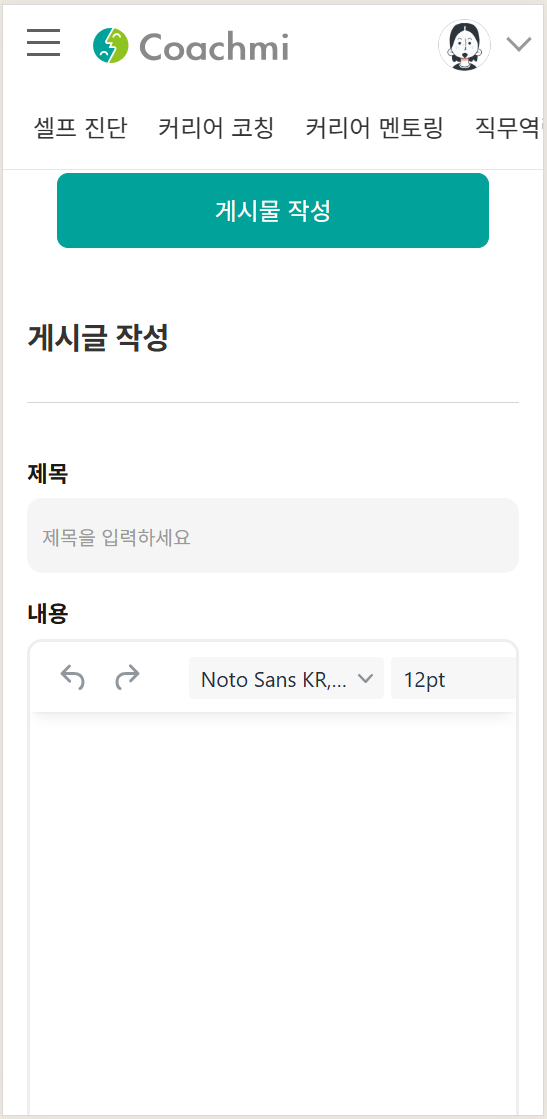 Coachmi
셀프 진단 커리어 코칭 커리어 멘토링 직무역
게시물 작성
게시글 작성
제목
제목을 입력하세요
내용
Noto Sans KR,... 12pt